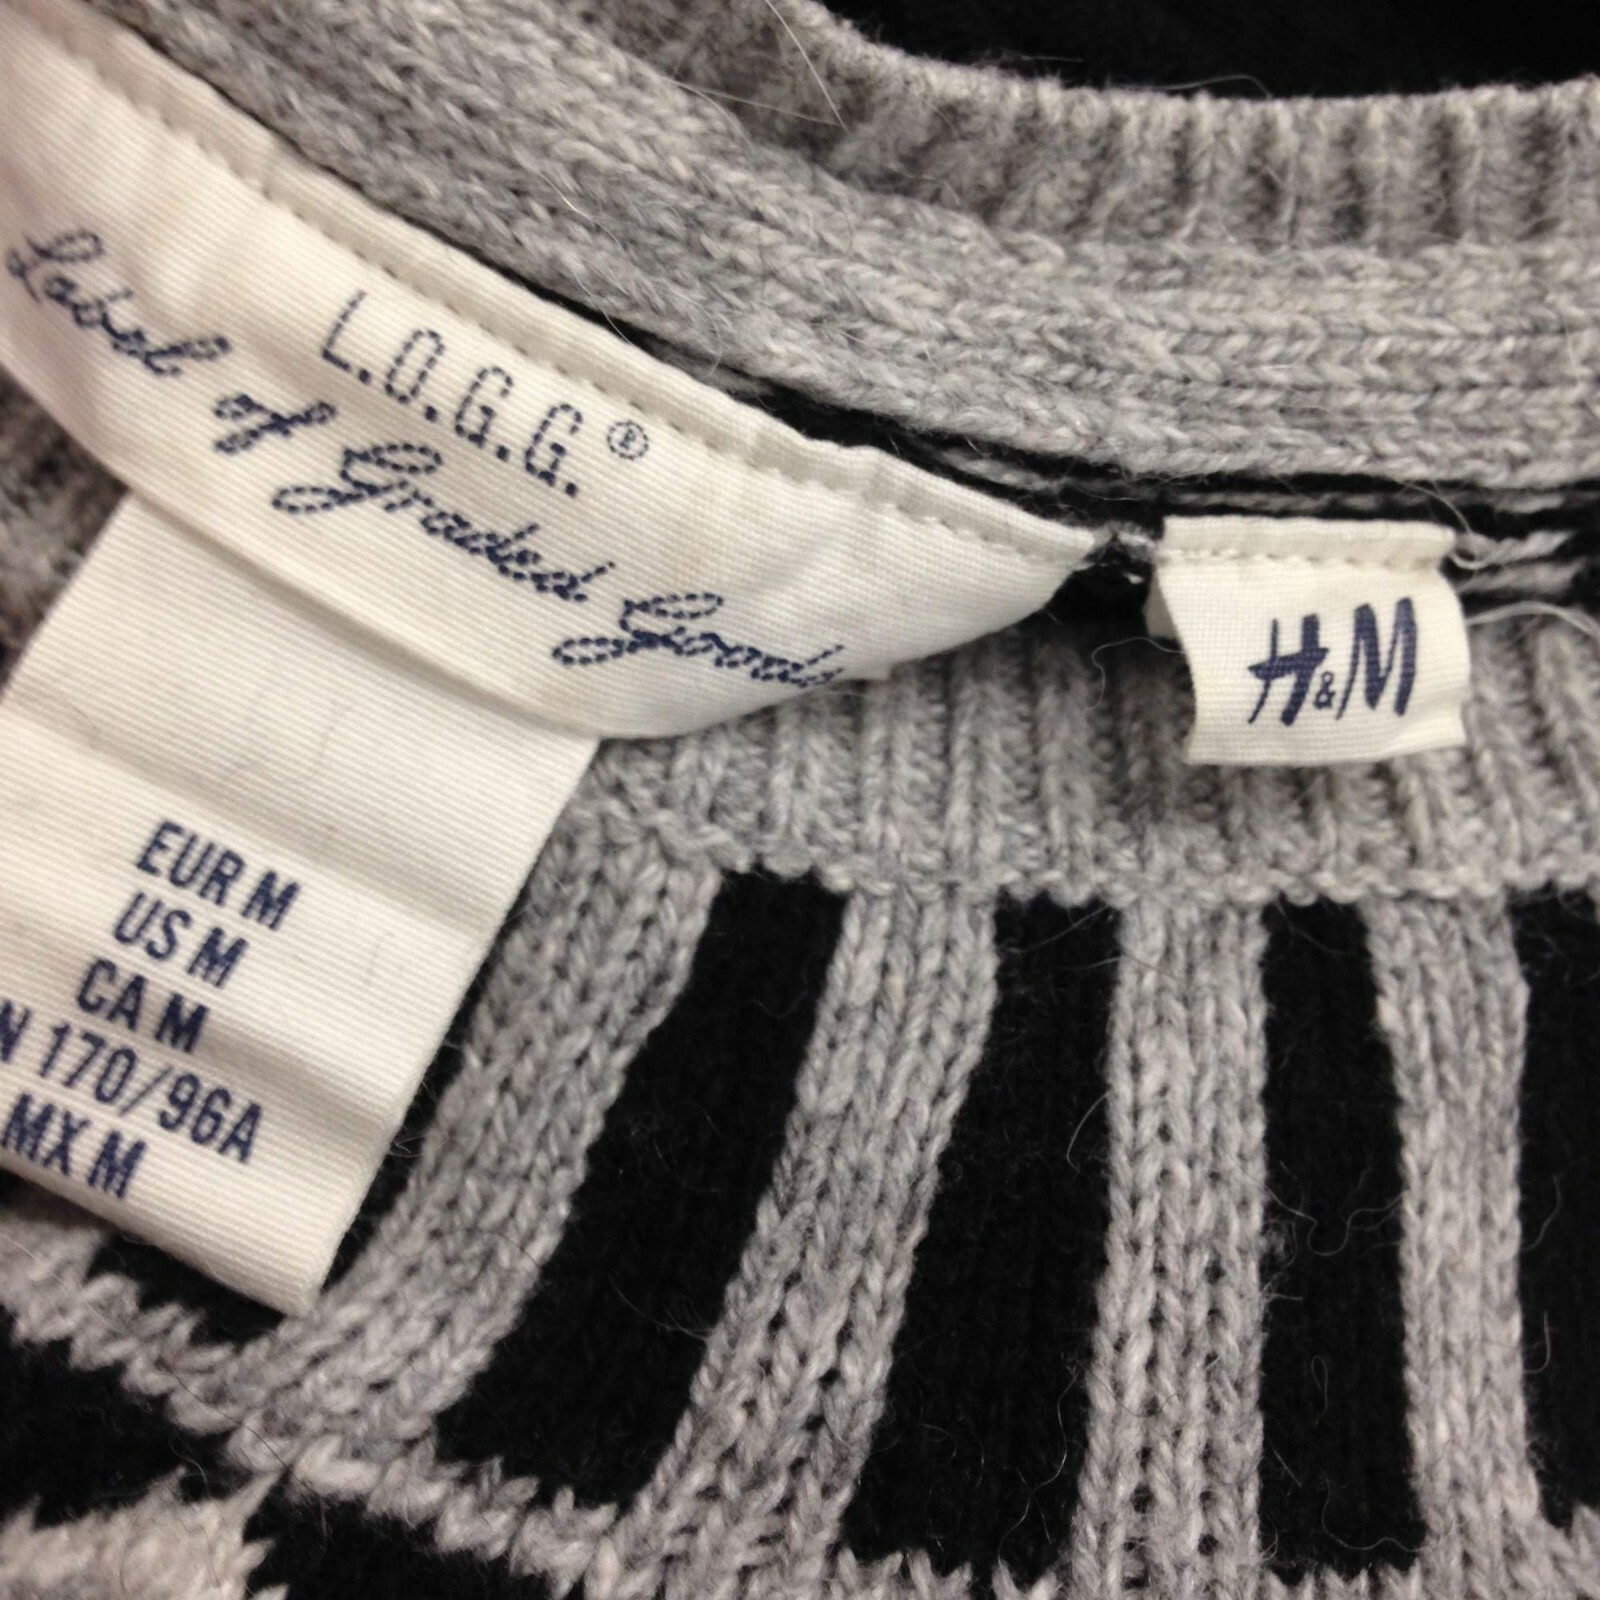 L.O.G.G.®
Label of Graded Goods
H&M
EUR M
US M
CA M
N 170/96A
MX M